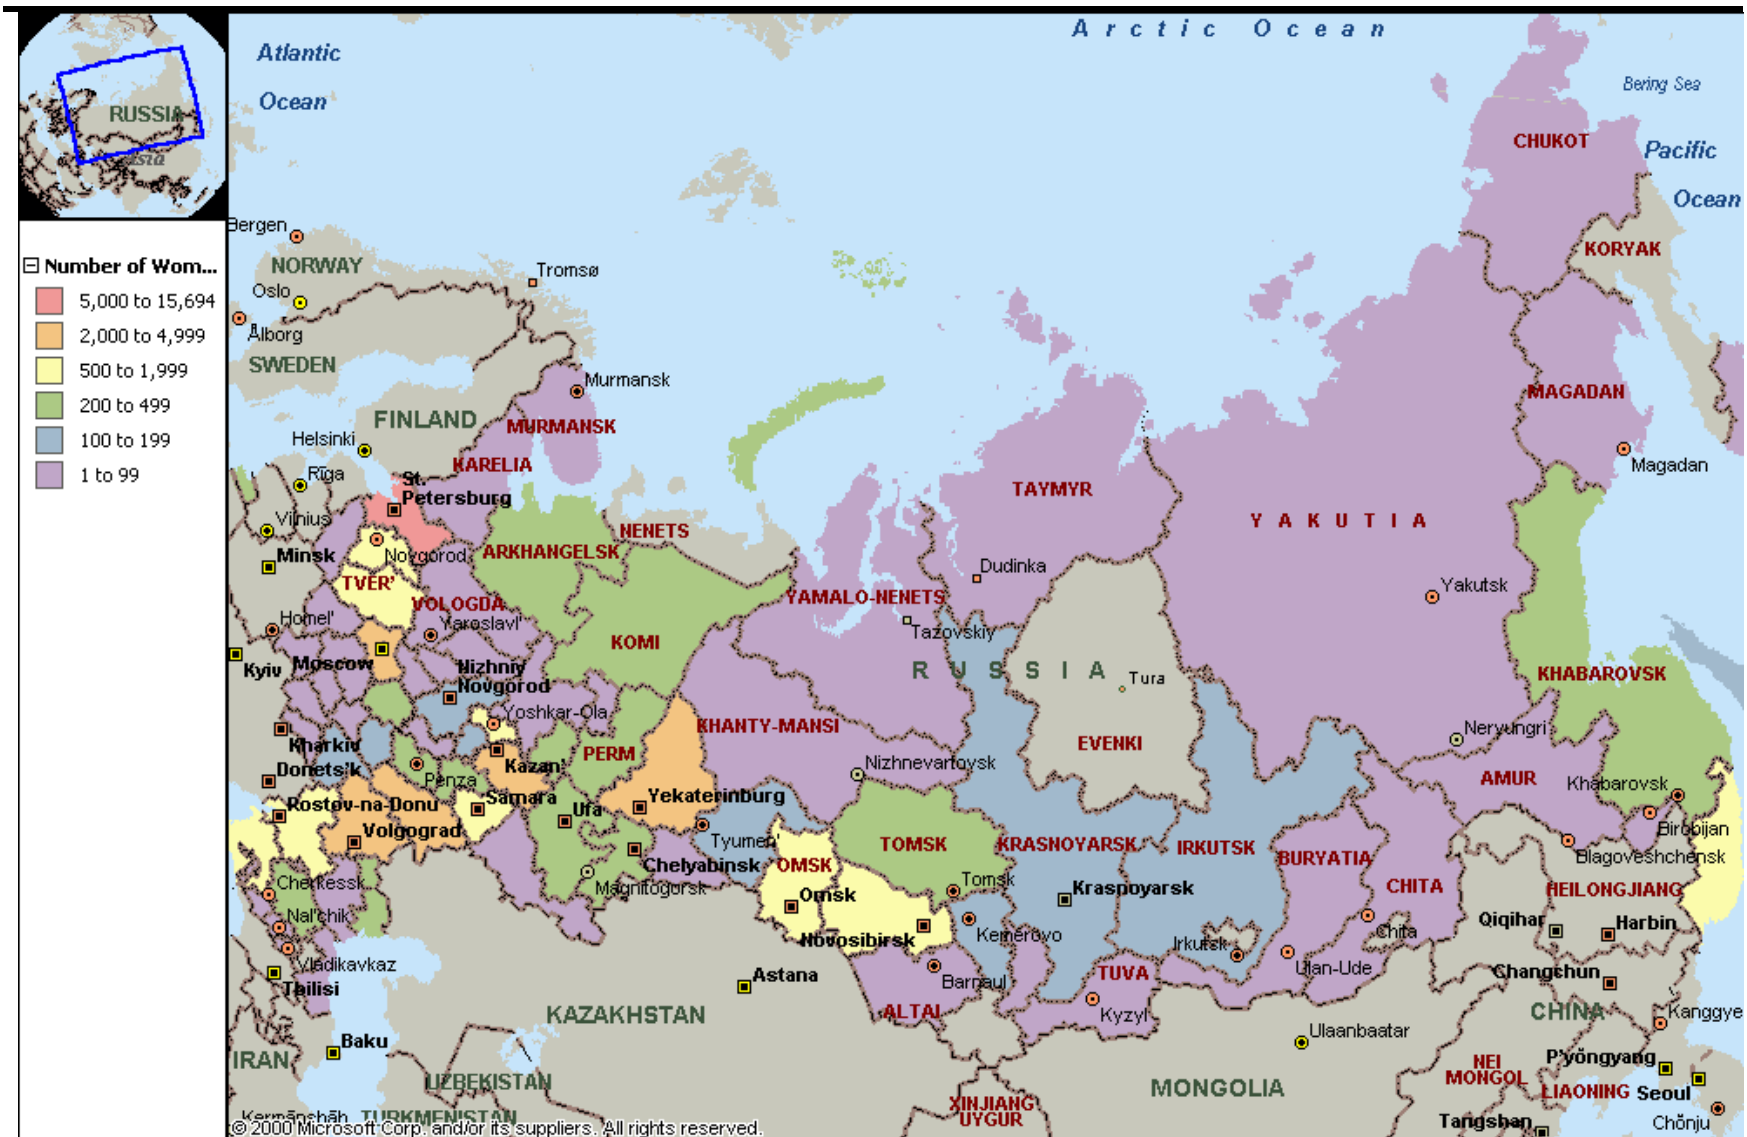 Arctic Ocean
Atlantic
Ocean
Bering Sea
RUSSIA
Asia
CHUKOT
Pacific
Ocean
Bergen
KORYAK
NORWAY
Number of Wom...
Tromsø
Oslo
5,000 to 15,694
2,000 to 4,999
Ålborg
SWEDEN
500 to 1,999
Murmansk
MAGADAN
200 to 499
FINLAND
MURMANSK
Helsinki
100 to 199
KARELIA
Magadan
1 to 99
Rīga
St.
Petersburg
TAYMYR
Vilnius
YAKUTIA
NENETS
Minsk
Novgorod
ARKHANGELSK
Dudinka
TVER'
Yakutsk
YAMALO-NENETS
VOLOGDA
Homel'
Yaroslavl'
Tazovskiy
KOMI
Moscow
Kyiv
Nizhniy
Novgorod
RUSSIA
Tura
KHABAROVSK
Yoshkar-Ola
KHANTY-MANSI
Neryungri
Kharkiv
EVENKI
PERM
Kazan'
Nizhnevartovsk
Donets'k
Penza
AMUR
Khabarovsk
Rostov-na-Donu
Samara
Ufa
Yekaterinburg
Volgograd
Tyumen'
Birobijan
TOMSK
KRASNOYARSK
IRKUTSK
BURYATIA
Blagoveshchensk
Chelyabinsk
OMSK
Cherkessk
Magnitogorsk
Tomsk
Krasnoyarsk
CHITA
HEILONGJIANG
Omsk
Nal'chik
Qiqihar
Harbin
Novosibirsk
Kemerovo
Irkutsk
Chita
Vladikavkaz
Ulan-Ude
Tbilisi
Astana
Barnaul
TUVA
Changchun
ALTAI
Kyzyl
KAZAKHSTAN
CHINA
Kanggye
Baku
Ulaanbaatar
IRAN
P'yŏngyang
UZBEKISTAN
NEI
MONGOL
MONGOLIA
LIAONING
Seoul
XINJIANG
UYGUR
Kermānshāh
TURKMENISTAN
Tangshan
Chŏnju
© 2000 Microsoft Corp. and/or its suppliers. All rights reserved.